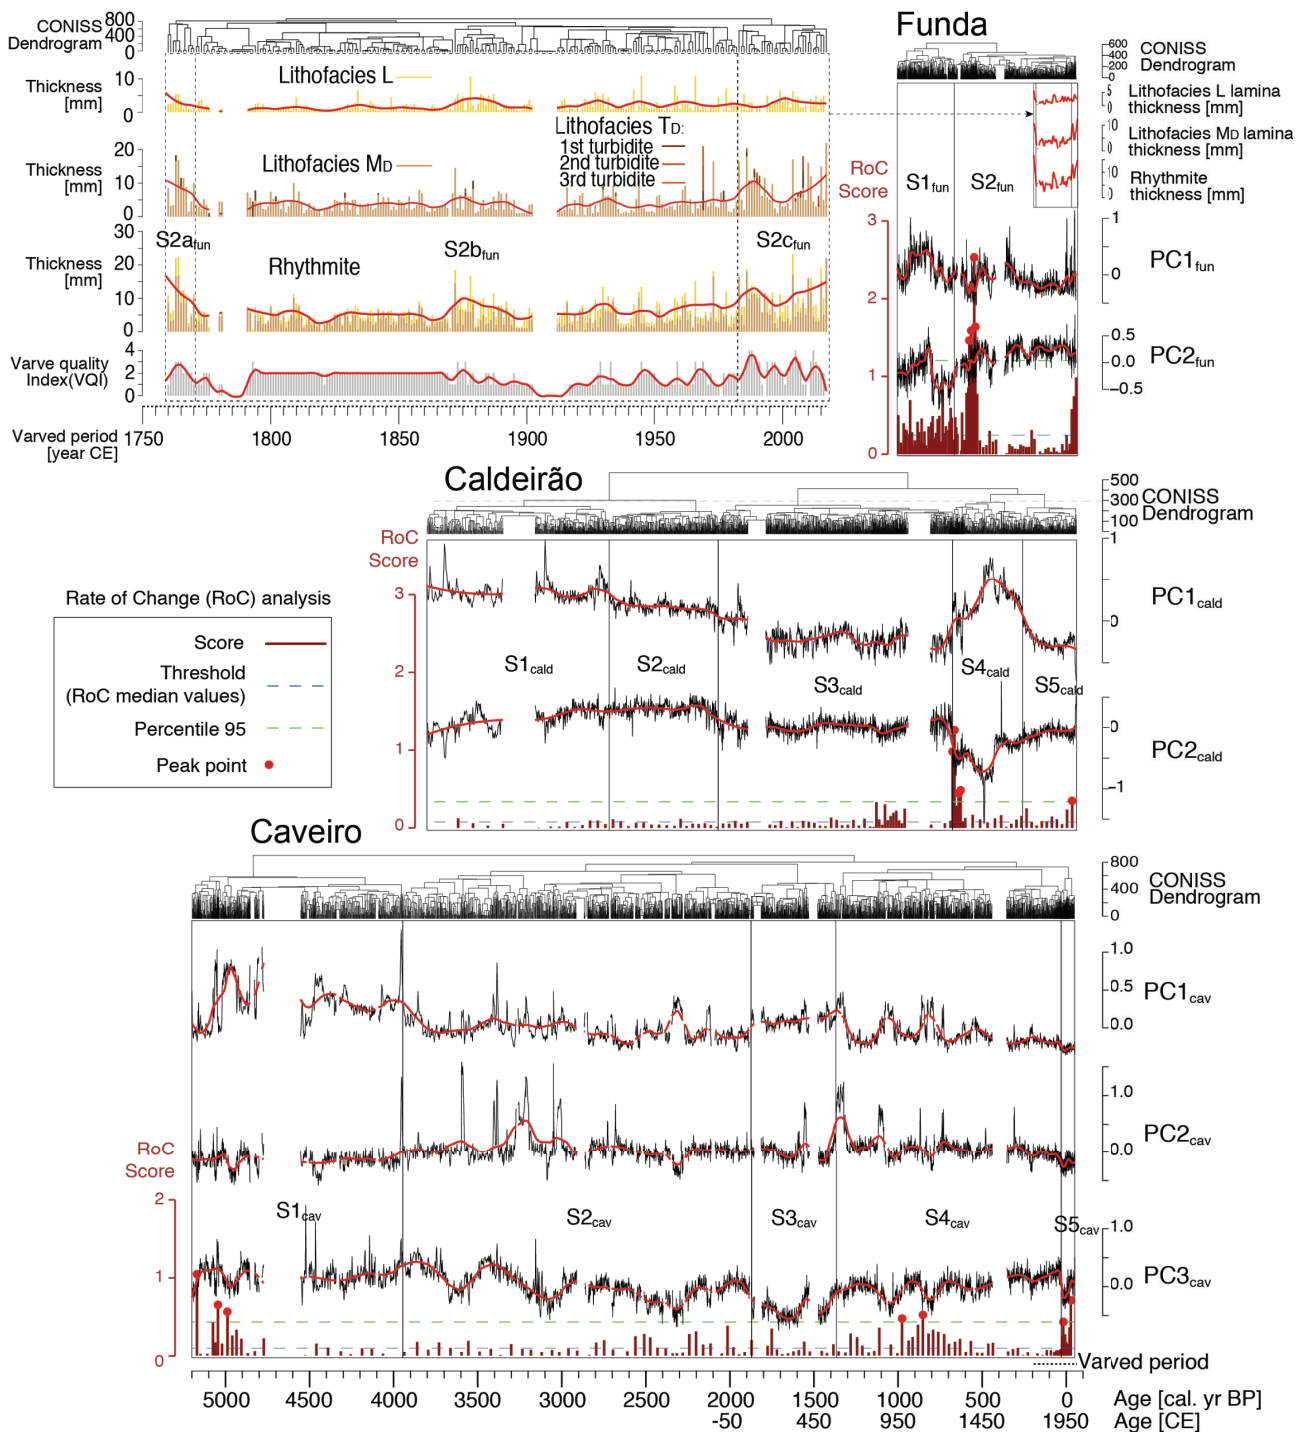 Funda
CONISS
Dendrogram
800
400
0
Thickness
[mm]
10
0
Lithofacies L
Thickness
[mm]
20
10
0
Lithofacies MD
Lithofacies TD:
1st turbidite
2nd turbidite
3rd turbidite
Thickness
[mm]
30
20
10
0
S2afun
Rhythmite
S2bfun
S2cfun
Varve quality
Index(VQI)
4
2
0
1750
1800
1850
1900
1950
2000
Varved period
[year CE]
600
400
200
0
CONISS
Dendrogram
5
0
Lithofacies L lamina
thickness [mm]
10
0
Lithofacies MD lamina
thickness [mm]
10
0
Rhythmite
thickness [mm]
RoC
Score
S1fun
S2fun
3
2
1
0
1
0
PC1fun
0.5
0.0
−0.5
PC2fun
Caldeirão
500
300
100
CONISS
Dendrogram
RoC
Score
3
2
1
0
1
0
PC1cald
S1cald
S2cald
S3cald
S4cald
S5cald
0
−1
PC2cald
Rate of Change (RoC) analysis
Score
Threshold
(RoC median values)
Percentile 95
Peak point
Caveiro
800
400
0
CONISS
Dendrogram
1.0
0.5
0.0
PC1cav
1.0
0.0
PC2cav
RoC
Score
2
1
0
S1cav
S2cav
S3cav
S4cav
S5cav
1.0
0.0
PC3cav
Varved period
5000
4500
4000
3500
3000
2500
2000
1500
1000
500
0
Age [cal. yr BP]
-50
450
950
1450
1950
Age [CE]